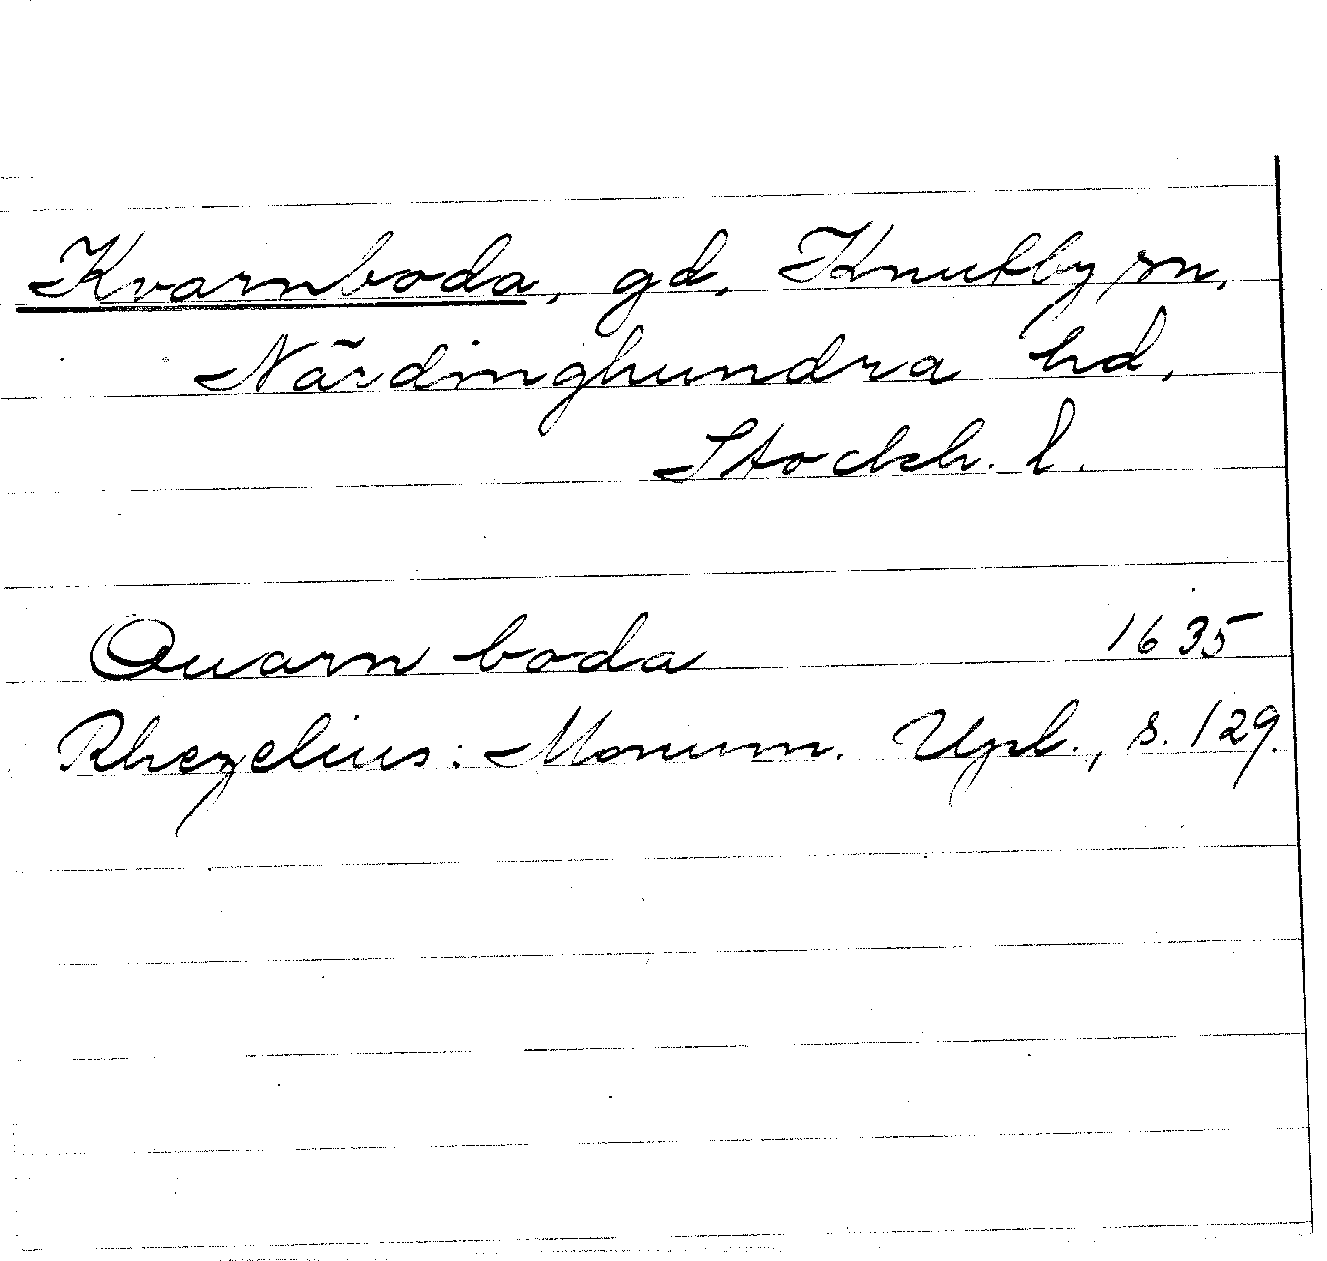 Kvarnboda, gd, Knutby sn,
Närdinghundra hd,
Stockh. l.
Quarn boda 1635
Rhezelius: Monum. Upl., s. 129.